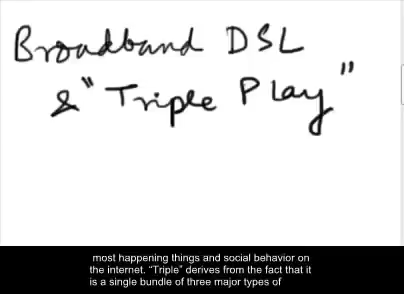 Broadband DSL
& "Triple Play"
most happening things and social behavior on
the internet. "Triple" derives from the fact that it
is a single bundle of three major types of